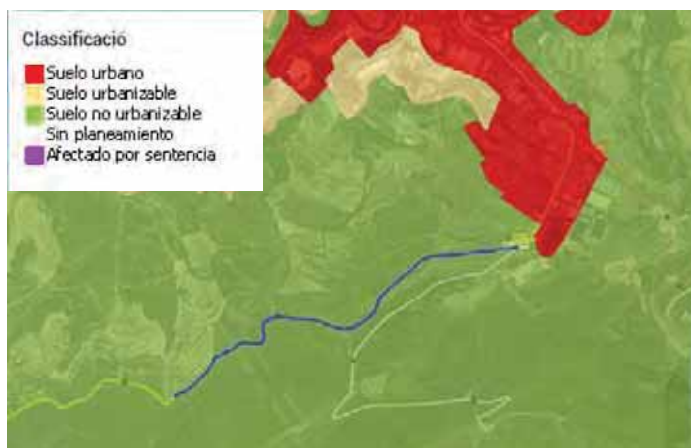 Classificació
Suelo urbano
Suelo urbanizable
Suelo no urbanizable
Sin planeamiento
Afectado por sentencia